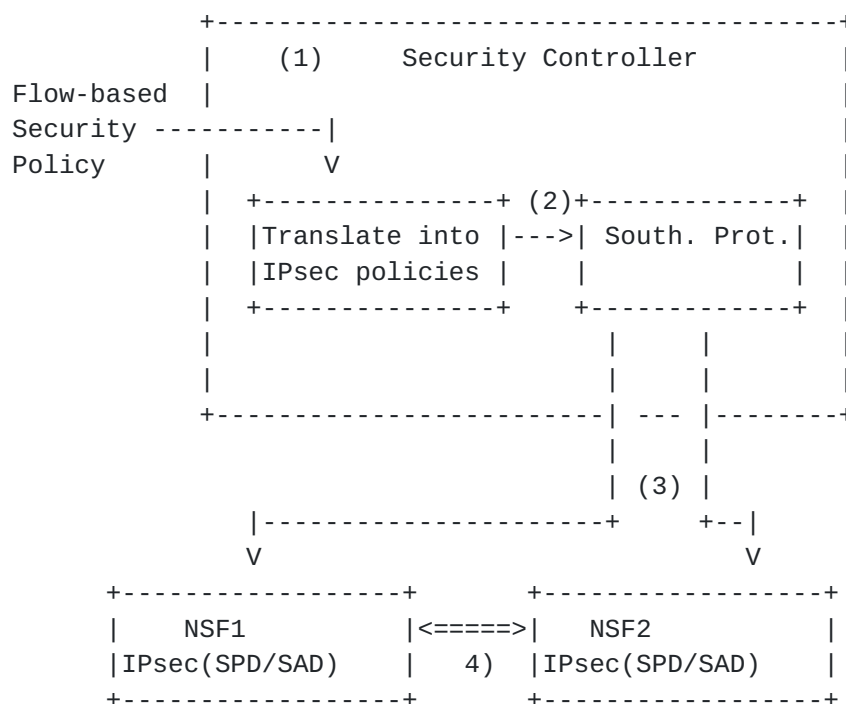 (1) Security Controller
Flow-based
Security
Policy V
(2)
Translate into South. Prot.
IPsec policies
(3)
V V
NSF1 NSF2
IPsec(SPD/SAD) 4) IPsec(SPD/SAD)